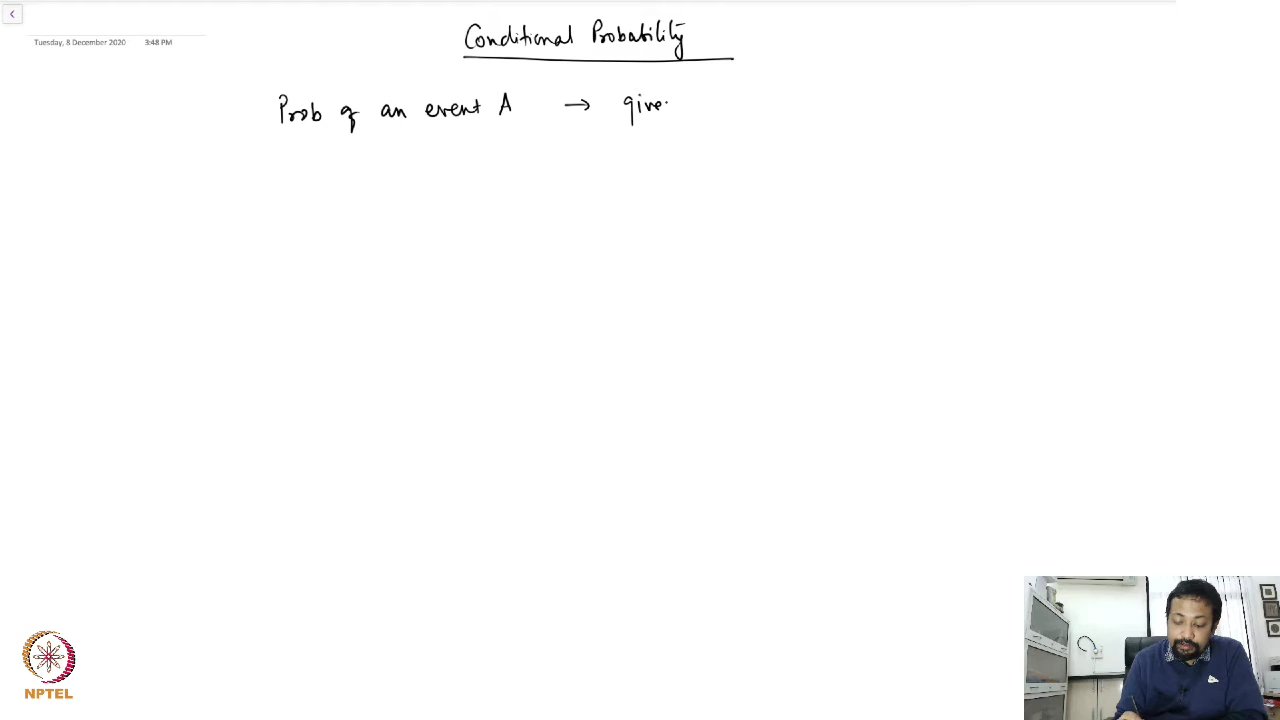 Conditional Probability
Tuesday, 8 December 2020 3:48 PM
Prob of an event A → give
NPTEL